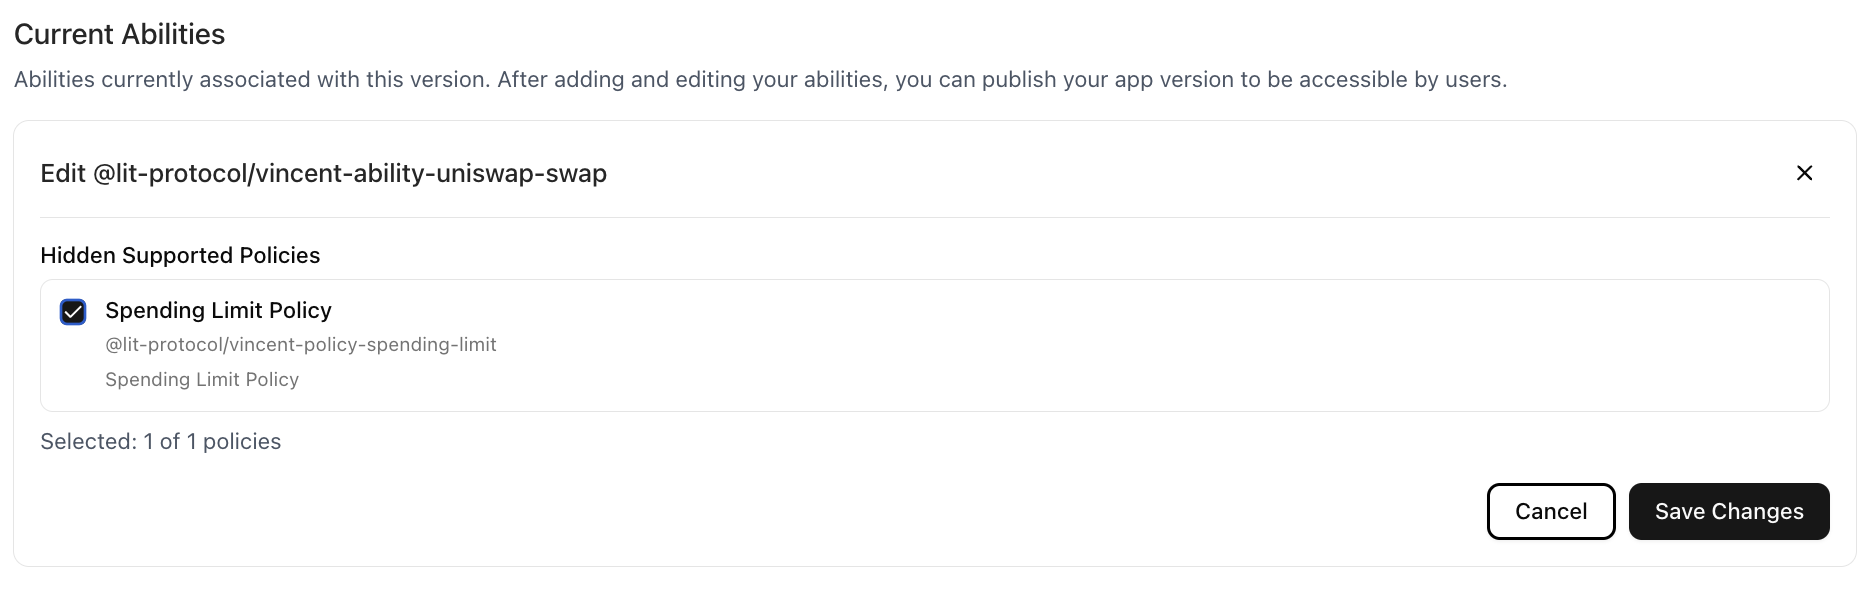 Current Abilities
Abilities currently associated with this version. After adding and editing your abilities, you can publish your app version to be accessible by users.
Edit @lit-protocol/vincent-ability-uniswap-swap
Hidden Supported Policies
Spending Limit Policy
@lit-protocol/vincent-policy-spending-limit
Spending Limit Policy
Selected: 1 of 1 policies
Cancel Save Changes